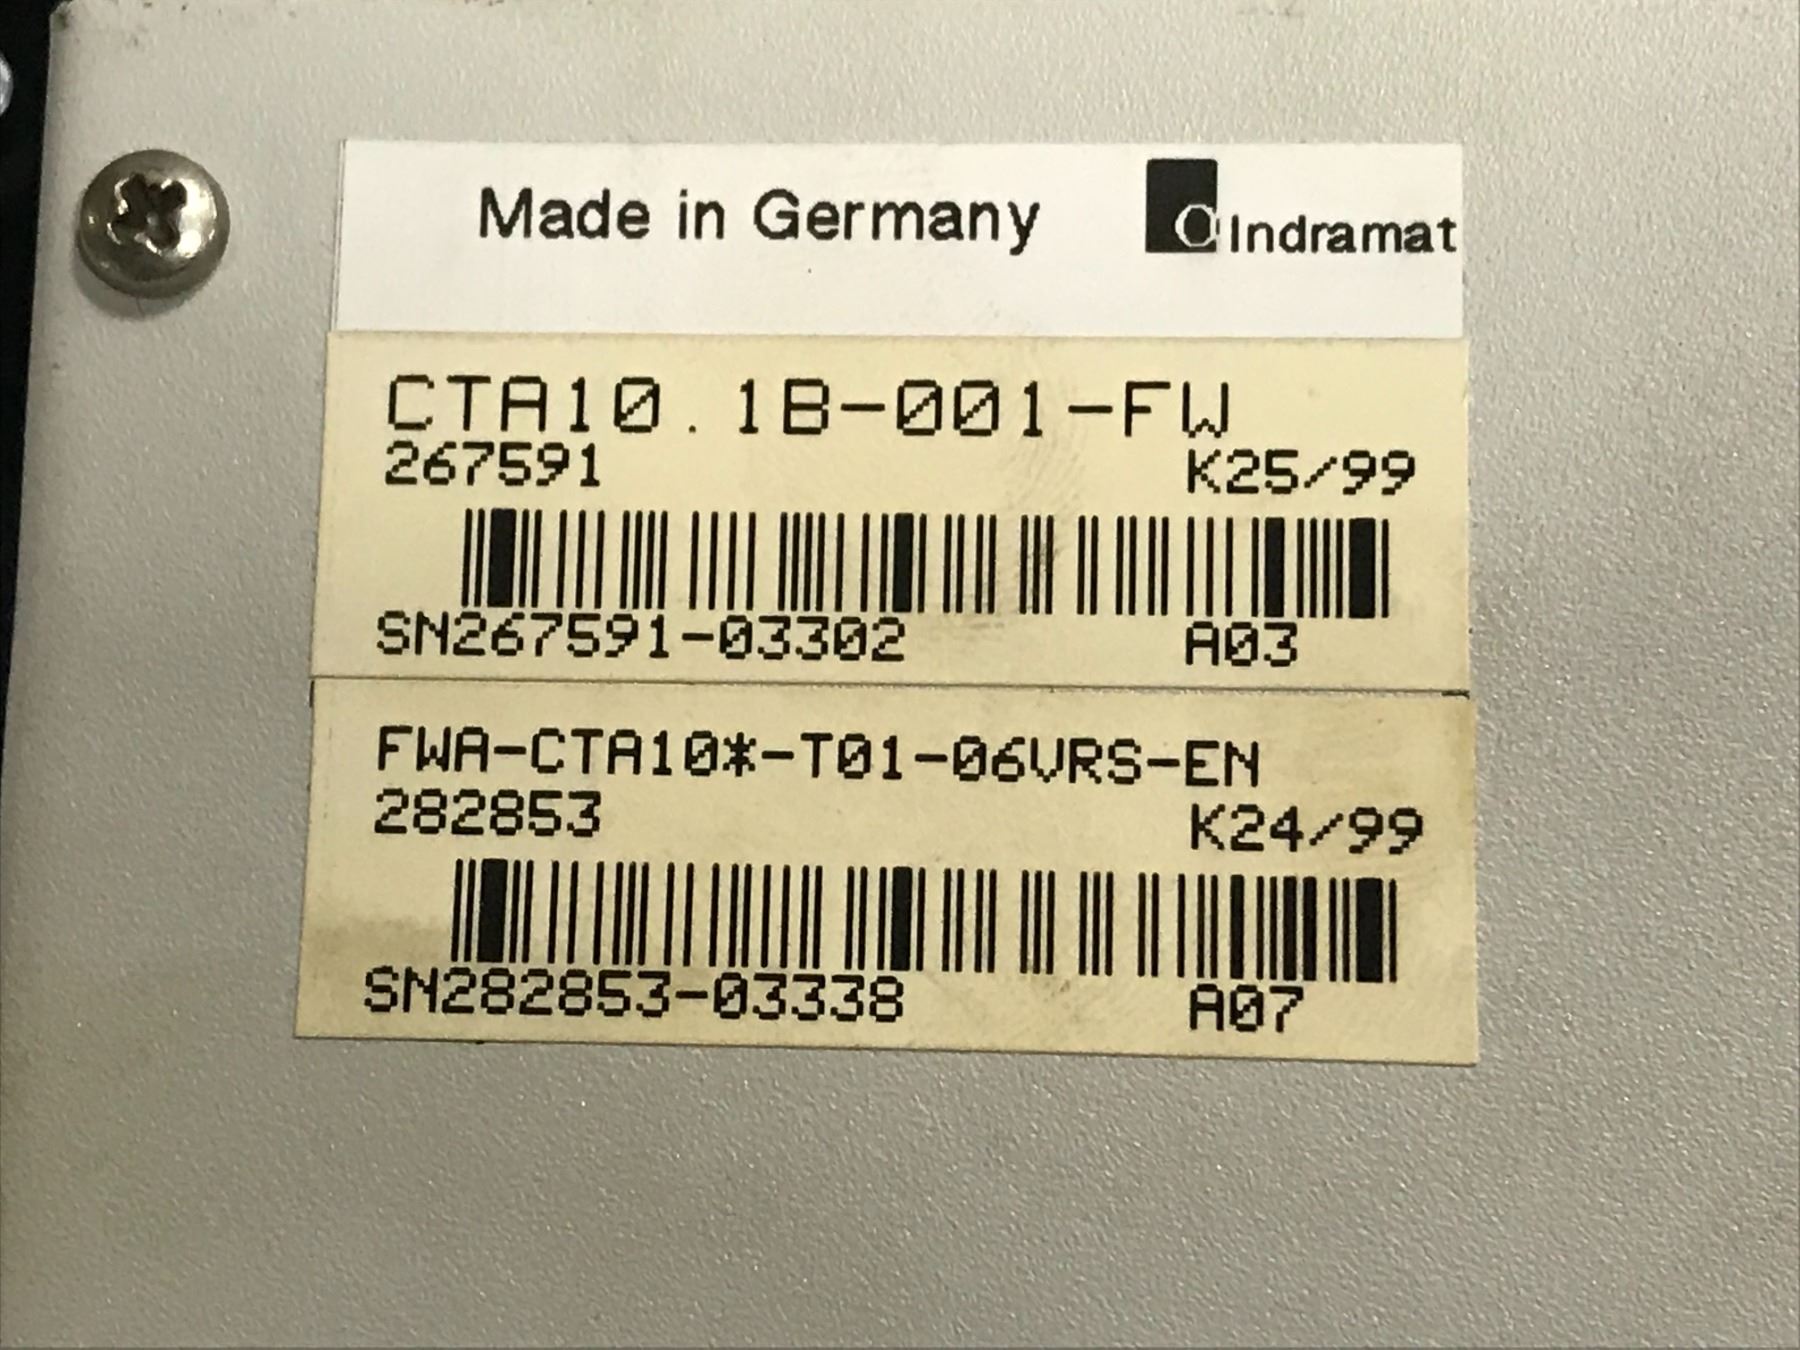 Made in Germany
Indramat
CTA10.1B-001-FW
267591 K25/99
SN267591-03302 A03
FWA-CTA10*-T01-06VRS-EN
282853 K24/99
SN282853-03338 A07